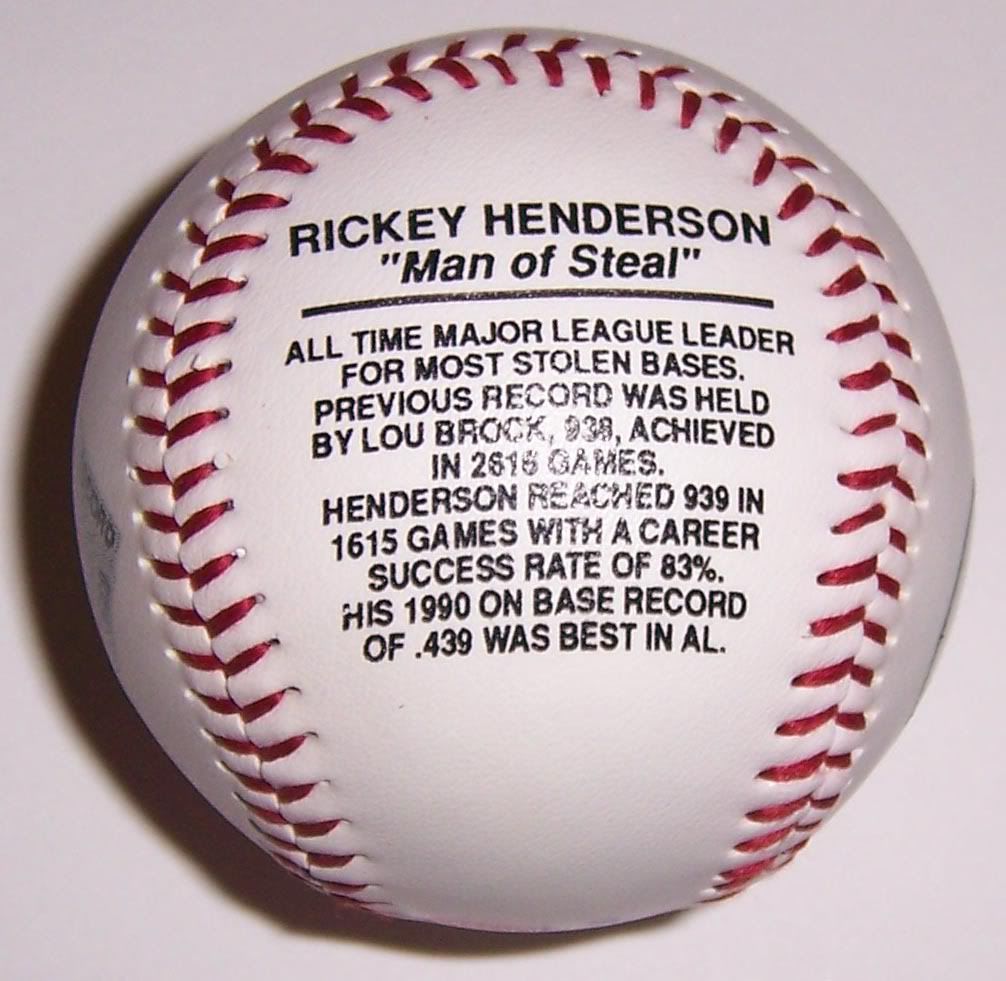 RICKEY HENDERSON
"Man of Steal"
ALL TIME MAJOR LEAGUE LEADER
FOR MOST STOLEN BASES.
PREVIOUS RECORD WAS HELD
BY LOU BROCK, 938, ACHIEVED
IN 2616 GAMES.
HENDERSON REACHED 939 IN
1615 GAMES WITH A CAREER
SUCCESS RATE OF 83%.
HIS 1990 ON BASE RECORD
OF .439 WAS BEST IN AL.